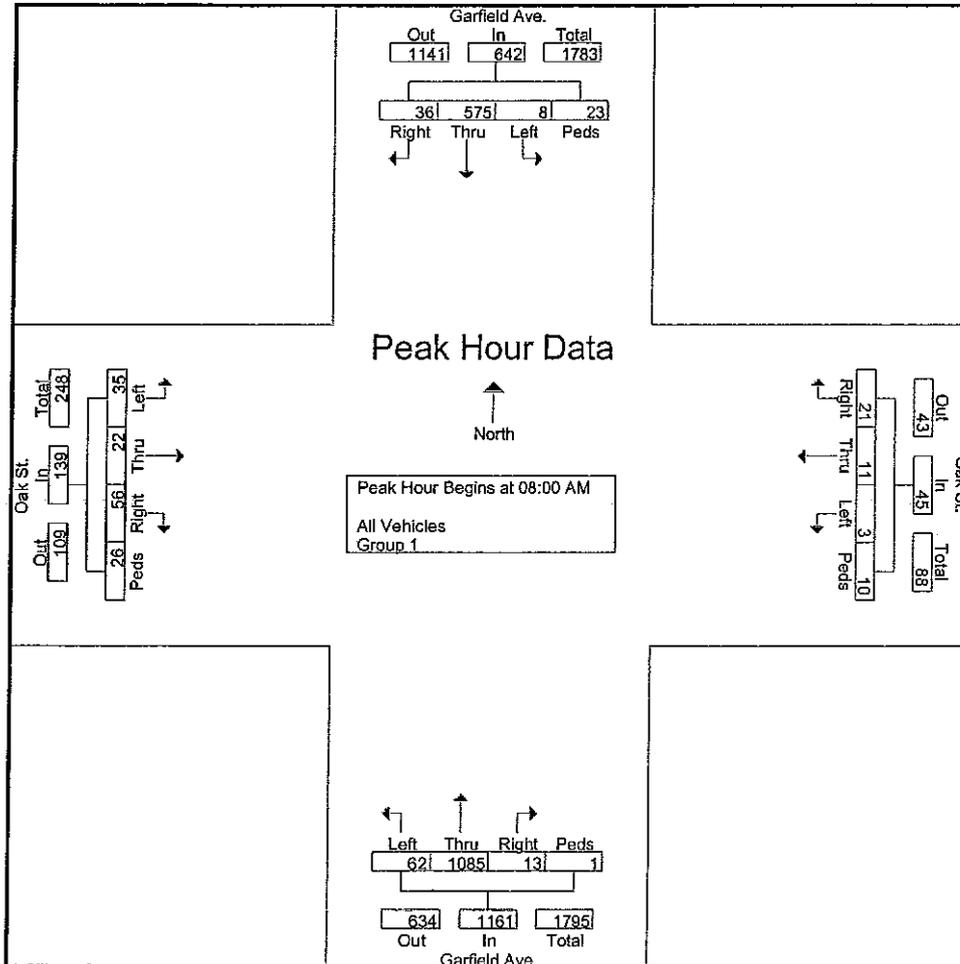 Garfield Ave.
Out In Total
1141 642 1783
36 575 8 23
Right Thru Left Peds
Peak Hour Data
North
Peak Hour Begins at 08:00 AM
All Vehicles
Group 1
Oak St.
Total In Out
248 139 109
35 22 56 26
Left Thru Right Peds
Right Thru Left Peds
21 11 3 10
Out In Total
43 45 88
Left Thru Right Peds
62 1085 13 1
634 1161 1795
Out In Total
Garfield Ave